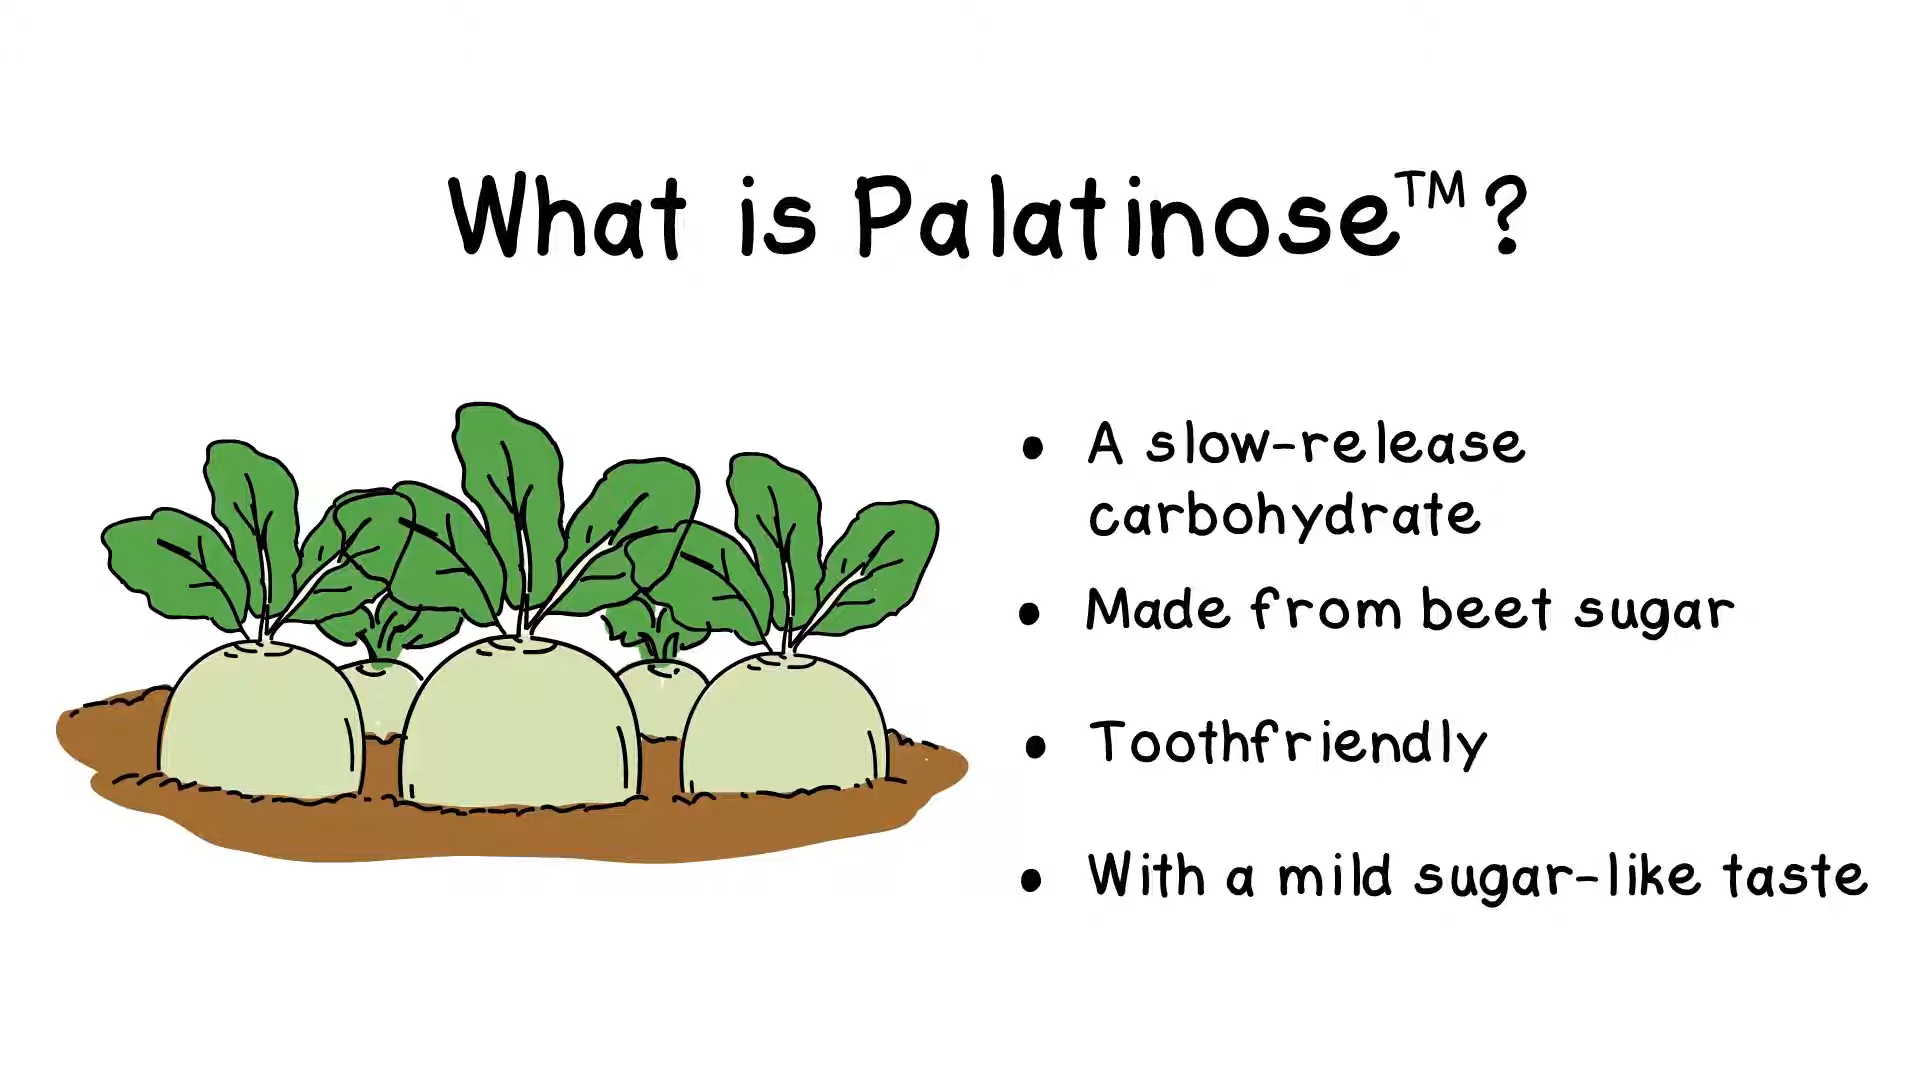 What is Palatinose™?
• A slow-release
carbohydrate
• Made from beet sugar
• Toothfriendly
• With a mild sugar-like taste